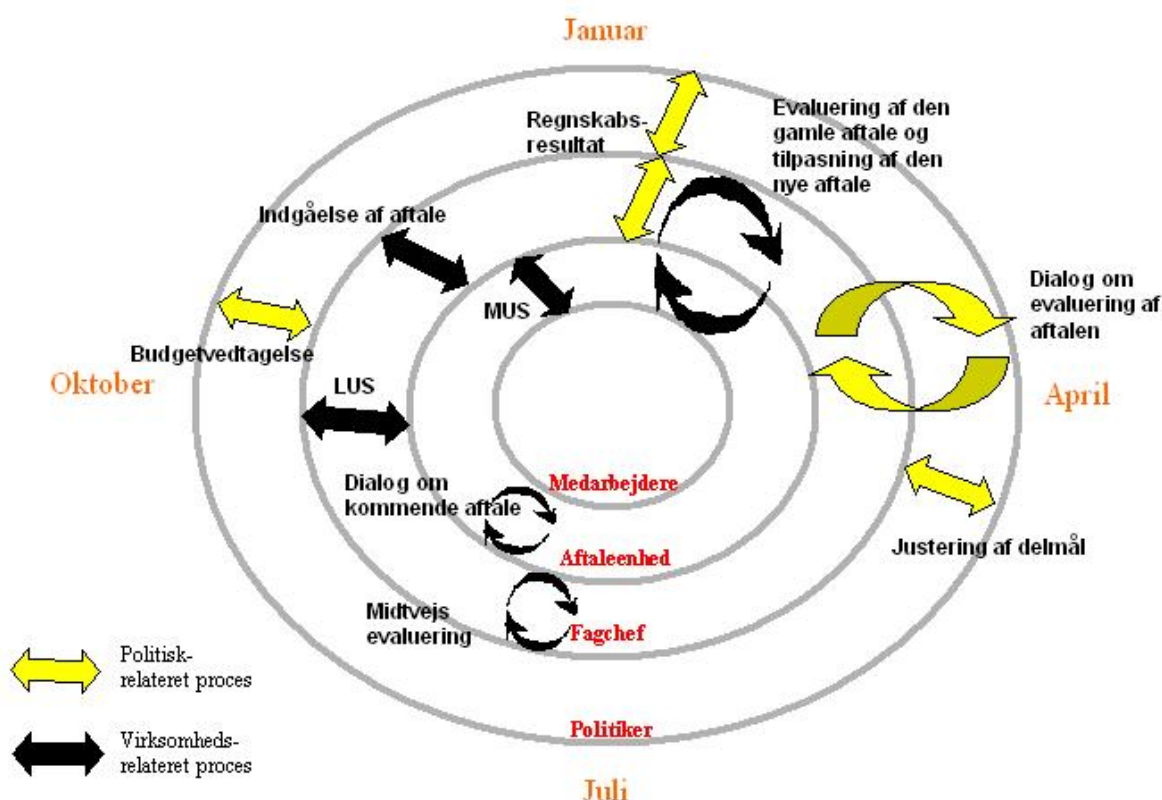 Januar
Regnskabs-
resultat
Evaluering af den
gamle aftale og
tilpasning af den
nye aftale
Indgåelse af aftale
MUS
Dialog om
evaluering af
aftalen
Budgetvedtagelse
Oktober
LUS
April
Dialog om
kommende aftale
Medarbejdere
Justering af delmål
Aftaleenhed
Midtvejs
evaluering
Fagchef
Politisk-
relateret proces
Politiker
Virksomheds-
relateret proces
Juli